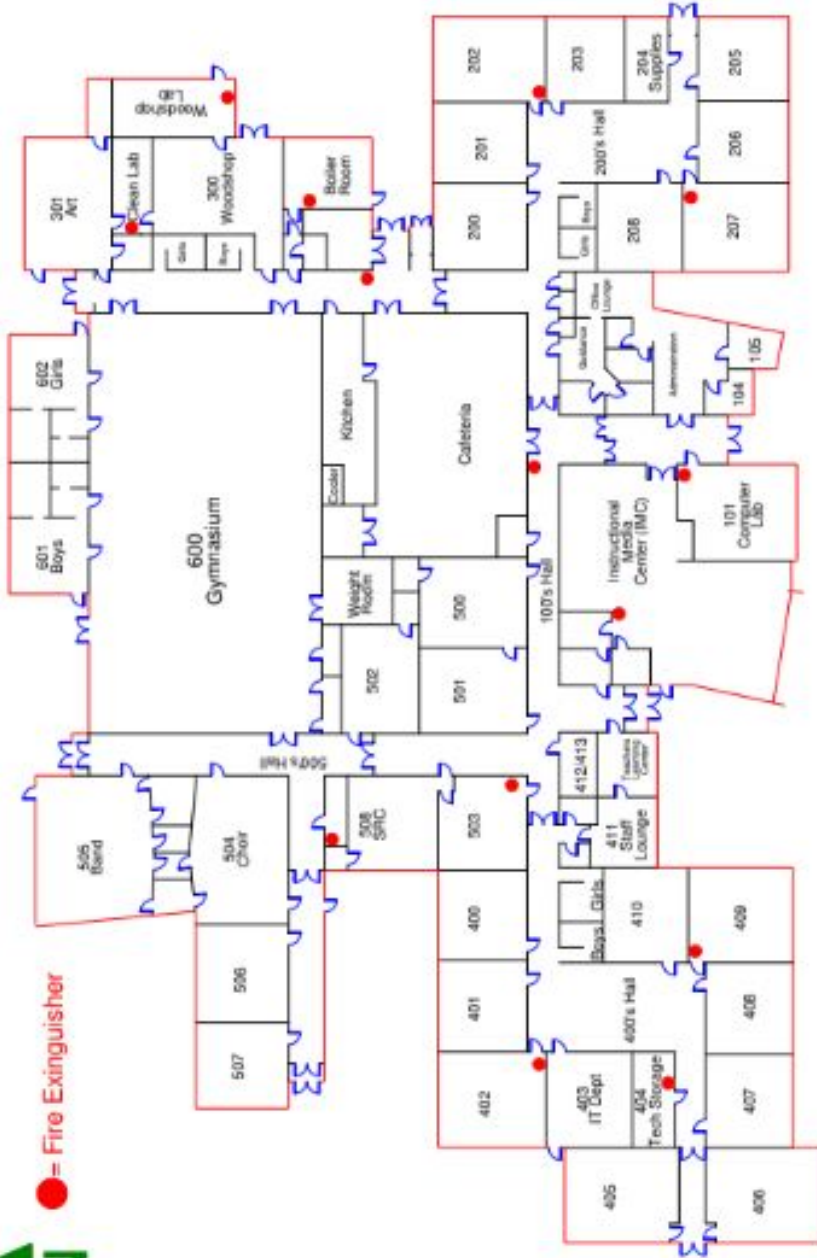 = Fire Exinguisher
505
Band
504
Choir
506
507
500's Hall
601
Boys
602
Girls
600
Gymnasium
301
Art
Woodshop
Lab
Clean Lab
300
Woodshop
Girls
Boys
Boiler
Room
508
SRC
503
502
Weight
Room
501
500
Cooler
Kitchen
Cafeteria
402
401
400
200
201
202
203
204
Supplies
205
206
207
208
200's Hall
Girls
Boys
100's Hall
403
IT Dept
404
Tech Storage
405
406
407
408
409
410
400's Hall
Boys
Girls
411
Staff
Lounge
412/413
Teachers
Learning
Center
Instructional
Media
Center (IMC)
101
Computer
Lab
Guidance
Office
Lounge
Administration
104
105